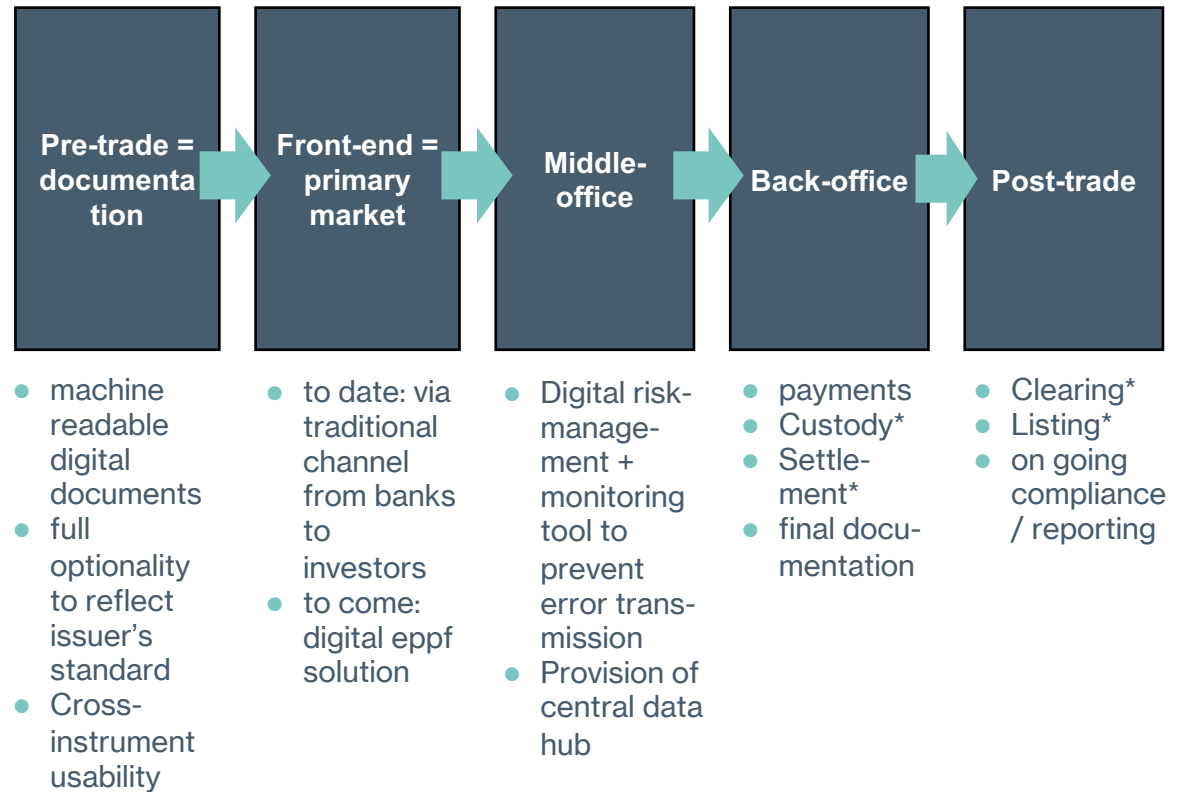 Pre-trade =
documenta
tion
Front-end =
primary
market
Middle-
office
Back-office
Post-trade
● machine
readable
digital
documents
● full
optionality
to reflect
issuer's
standard
● Cross-
instrument
usability
● to date: via
traditional
channel
from banks
to
investors
● to come:
digital eppf
solution
● Digital risk-
manage-
ment +
monitoring
tool to
prevent
error trans-
mission
● Provision of
central data
hub
● payments
● Custody*
● Settle-
ment*
● final docu-
mentation
● Clearing*
● Listing*
● on going
compliance
/ reporting